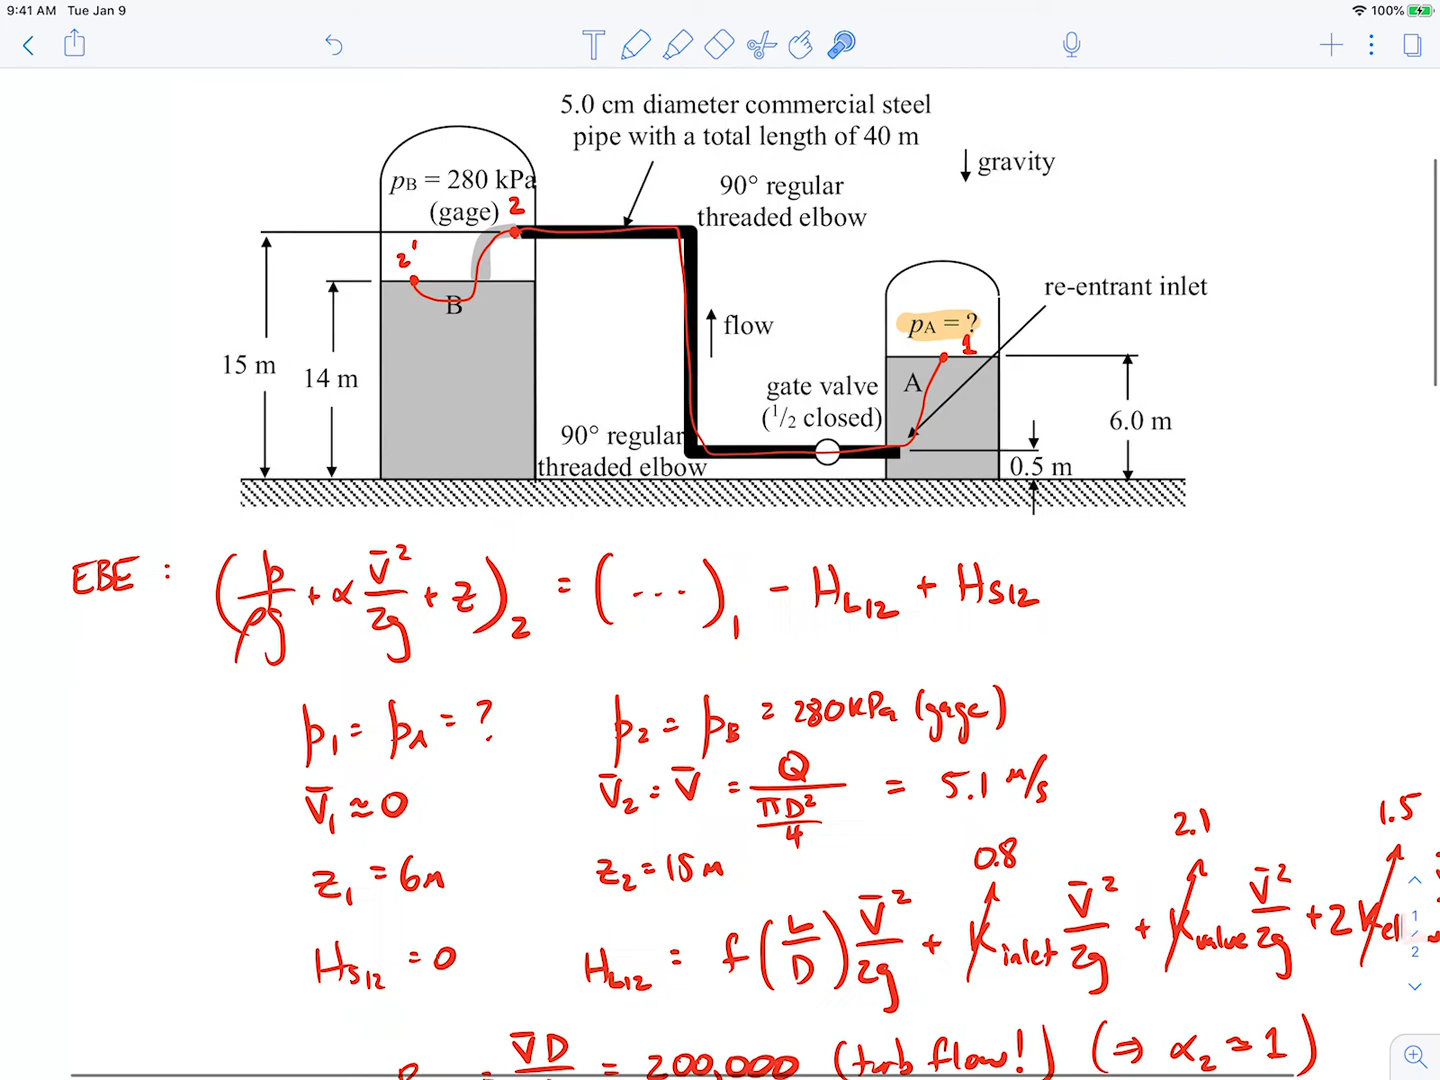 9:41 AM Tue Jan 9
100%
5.0 cm diameter commercial steel
pipe with a total length of 40 m
gravity
pB = 280 kPa
(gage) 2
90° regular
threaded elbow
2'
re-entrant inlet
pA = ?
1
flow
B
15 m
14 m
gate valve
(1/2 closed)
A
6.0 m
90° regular
threaded elbow
0.5 m
EBE : (p/ρg + α V̄²/2g + z)₂ = (...)₁ - HL12 + HS12
p₁ = pA = ? p₂ = pB = 280 kPa (gage)
V̄₁ ≈ 0 V̄₂ = V̄ = Q/(πD²/4) = 5.1 m/s
z₁ = 6m z₂ = 15m
0.8 2.1 1.5
HS12 = 0 HL12 = f (L/D) V̄²/2g + Kinlet V̄²/2g + Kvalve V̄²/2g + 2 Kel
1
2
V̄D = 200,000 (turb flow!) (⇒ α₂ ≈ 1)